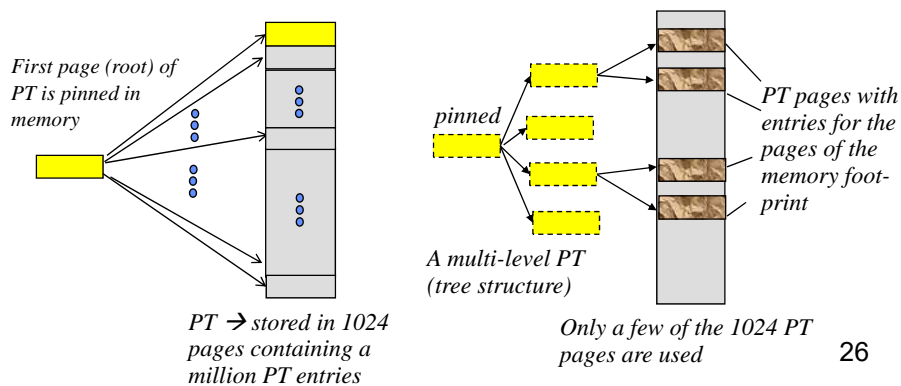 First page (root) of
PT is pinned in
memory
PT → stored in 1024
pages containing a
million PT entries
pinned
A multi-level PT
(tree structure)
PT pages with
entries for the
pages of the
memory foot-
print
Only a few of the 1024 PT
pages are used
26